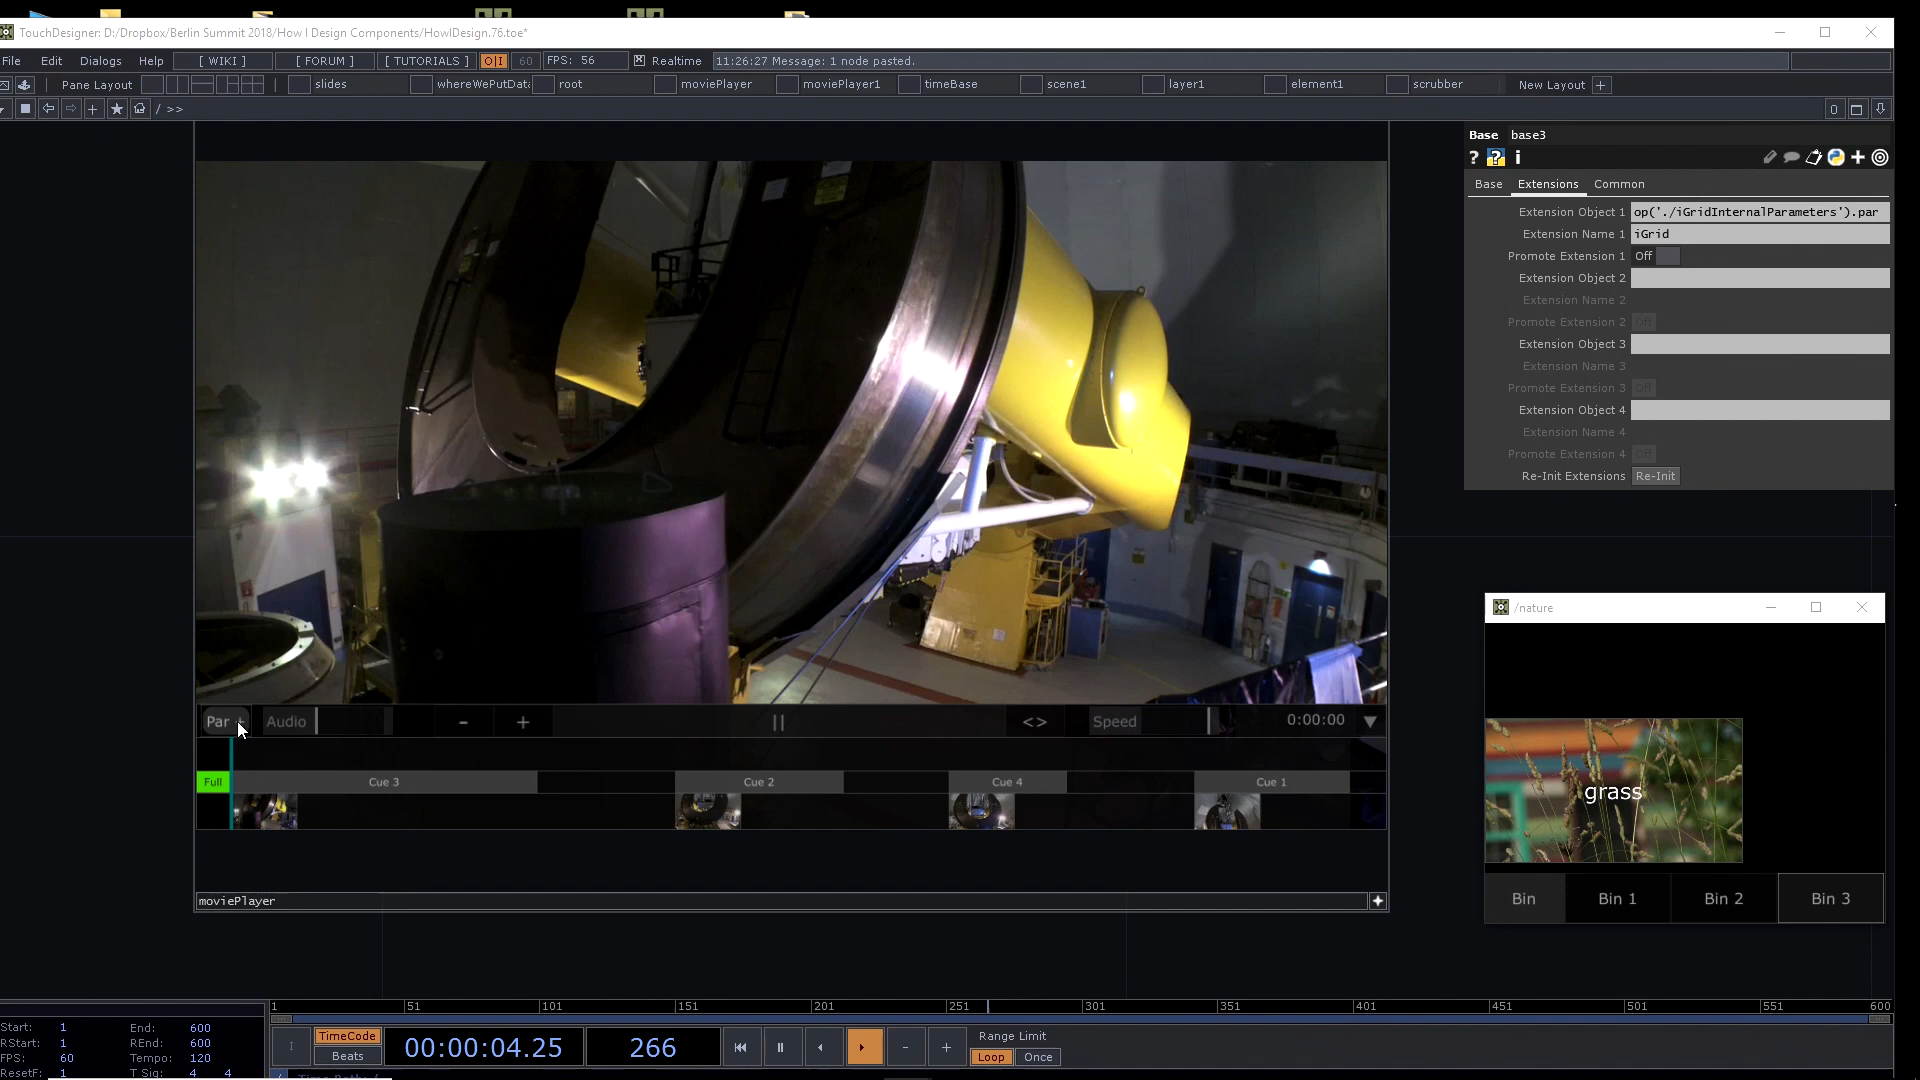 TouchDesigner: D:/Dropbox/Berlin Summit 2018/How I Design Components/HowIDesign.76.toe*
File Edit Dialogs Help [ WIKI ] [ FORUM ] [ TUTORIALS ] O|I 60 FPS: 56 Realtime 11:26:27 Message: 1 node pasted.
Pane Layout slides whereWePutData root moviePlayer moviePlayer1 timeBase scene1 layer1 element1 scrubber New Layout +
/ >> 0
Base base3
? ? i
Base Extensions Common
Extension Object 1 op('./iGridInternalParameters').par
Extension Name 1 iGrid
Promote Extension 1 Off
Extension Object 2
Extension Name 2
Promote Extension 2 Off
Extension Object 3
Extension Name 3
Promote Extension 3 Off
Extension Object 4
Extension Name 4
Promote Extension 4 Off
Re-Init Extensions Re-Init
/nature
grass
Bin Bin 1 Bin 2 Bin 3
Par + Audio - + || <> Speed 0:00:00
Full Cue 3 Cue 2 Cue 4 Cue 1
moviePlayer
1 51 101 151 201 251 301 351 401 451 501 551 600
Start: 1 End: 600
RStart: 1 REnd: 600
FPS: 60 Tempo: 120
ResetF: 1 T Sig: 4 4
TimeCode
Beats
00:00:04.25 266
- +
Range Limit
Loop Once